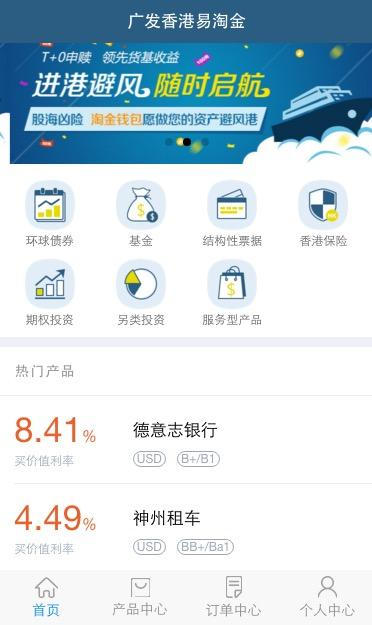 广发香港易淘金
T+0申赎 领先货基收益
进港避风 随时启航
股海凶险 淘金钱包愿做您的资产避风港
环球债券 基金 结构性票据 香港保险
期权投资 另类投资 服务型产品
热门产品
8.41% 德意志银行
买价值利率 USD B+/B1
4.49% 神州租车
买价值利率 USD BB+/Ba1
首页 产品中心 订单中心 个人中心